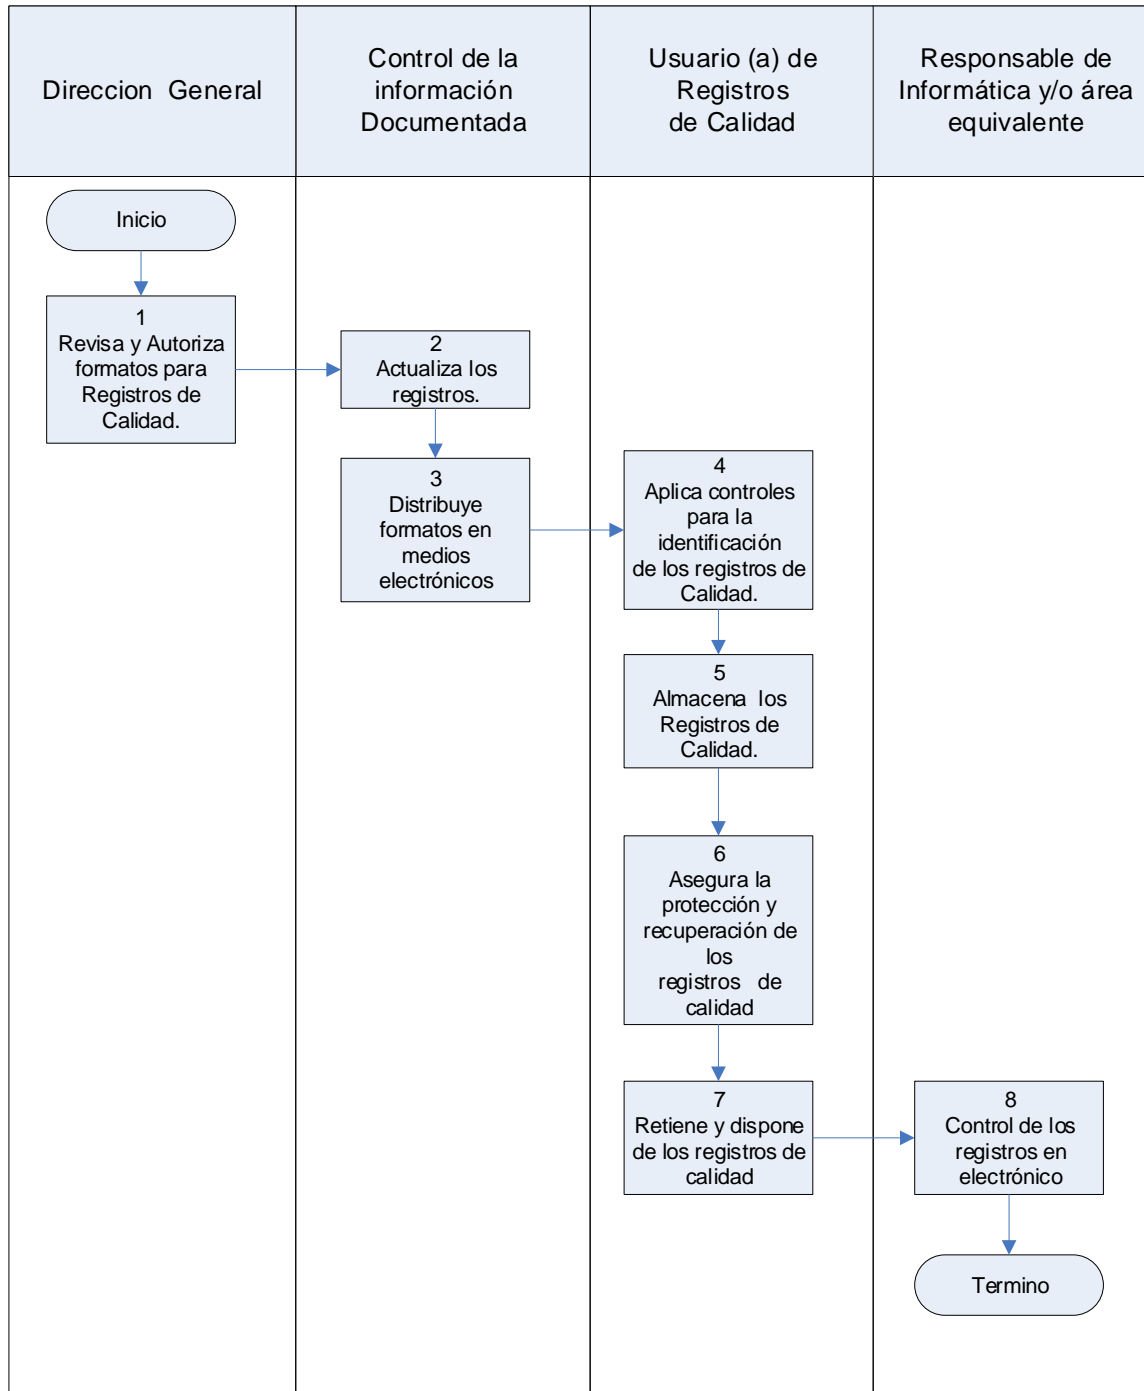 Direccion General
Control de la
información
Documentada
Usuario (a) de
Registros
de Calidad
Responsable de
Informática y/o área
equivalente
Inicio
1
Revisa y Autoriza
formatos para
Registros de
Calidad.
2
Actualiza los
registros.
3
Distribuye
formatos en
medios
electrónicos
4
Aplica controles
para la
identificación
de los registros de
Calidad.
5
Almacena los
Registros de
Calidad.
6
Asegura la
protección y
recuperación de
los
registros de
calidad
7
Retiene y dispone
de los registros de
calidad
8
Control de los
registros en
electrónico
Termino